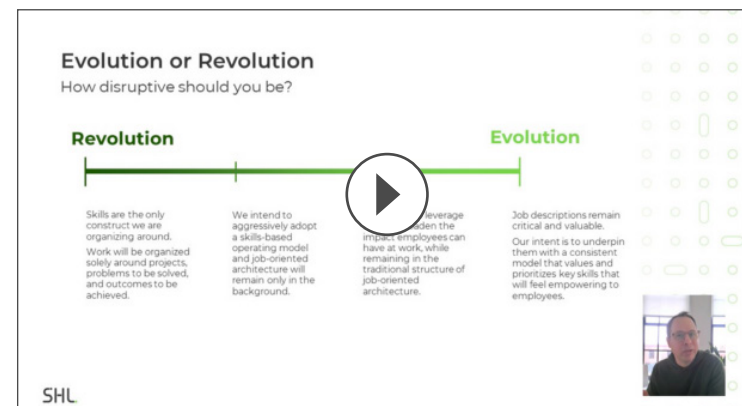 Evolution or Revolution
How disruptive should you be?
Revolution
Evolution
Skills are the only
construct we are
organizing around.
Work will be organized
solely around projects,
problems to be solved,
and outcomes to be
achieved.
We intend to
aggressively adopt
a skills-based
operating model
and job-oriented
architecture will
remain only in the
background.
leverage
the
impact employees can
have at work, while
remaining in the
traditional structure of
job-oriented
architecture.
Job descriptions remain
critical and valuable.
Our intent is to underpin
them with a consistent
model that values and
prioritizes key skills that
will feel empowering to
employees.
SHL.